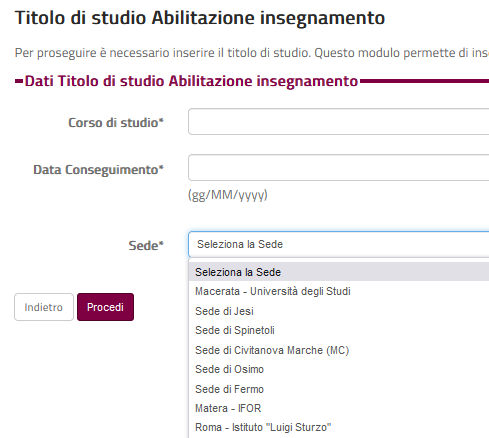 Titolo di studio Abilitazione insegnamento
Per proseguire è necessario inserire il titolo di studio. Questo modulo permette di ins
Dati Titolo di studio Abilitazione insegnamento
Corso di studio*
Data Conseguimento*
(gg/MM/yyyy)
Sede*
Seleziona la Sede
Seleziona la Sede
Macerata - Università degli Studi
Sede di Jesi
Sede di Spinetoli
Sede di Civitanova Marche (MC)
Sede di Osimo
Sede di Fermo
Matera - IFOR
Roma - Istituto "Luigi Sturzo"
Indietro
Procedi